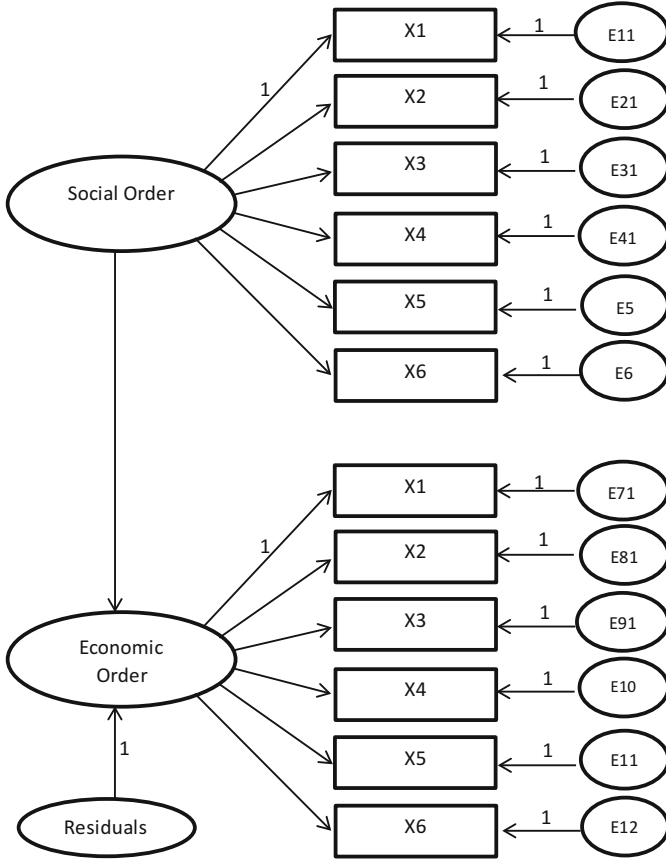 X1
1
E11
1
X2
1
E21
X3
1
E31
Social Order
X4
1
E41
X5
1
E5
X6
1
E6
X1
1
E71
1
X2
1
E81
X3
1
E91
Economic
Order
X4
1
E10
1
X5
1
E11
Residuals
X6
1
E12